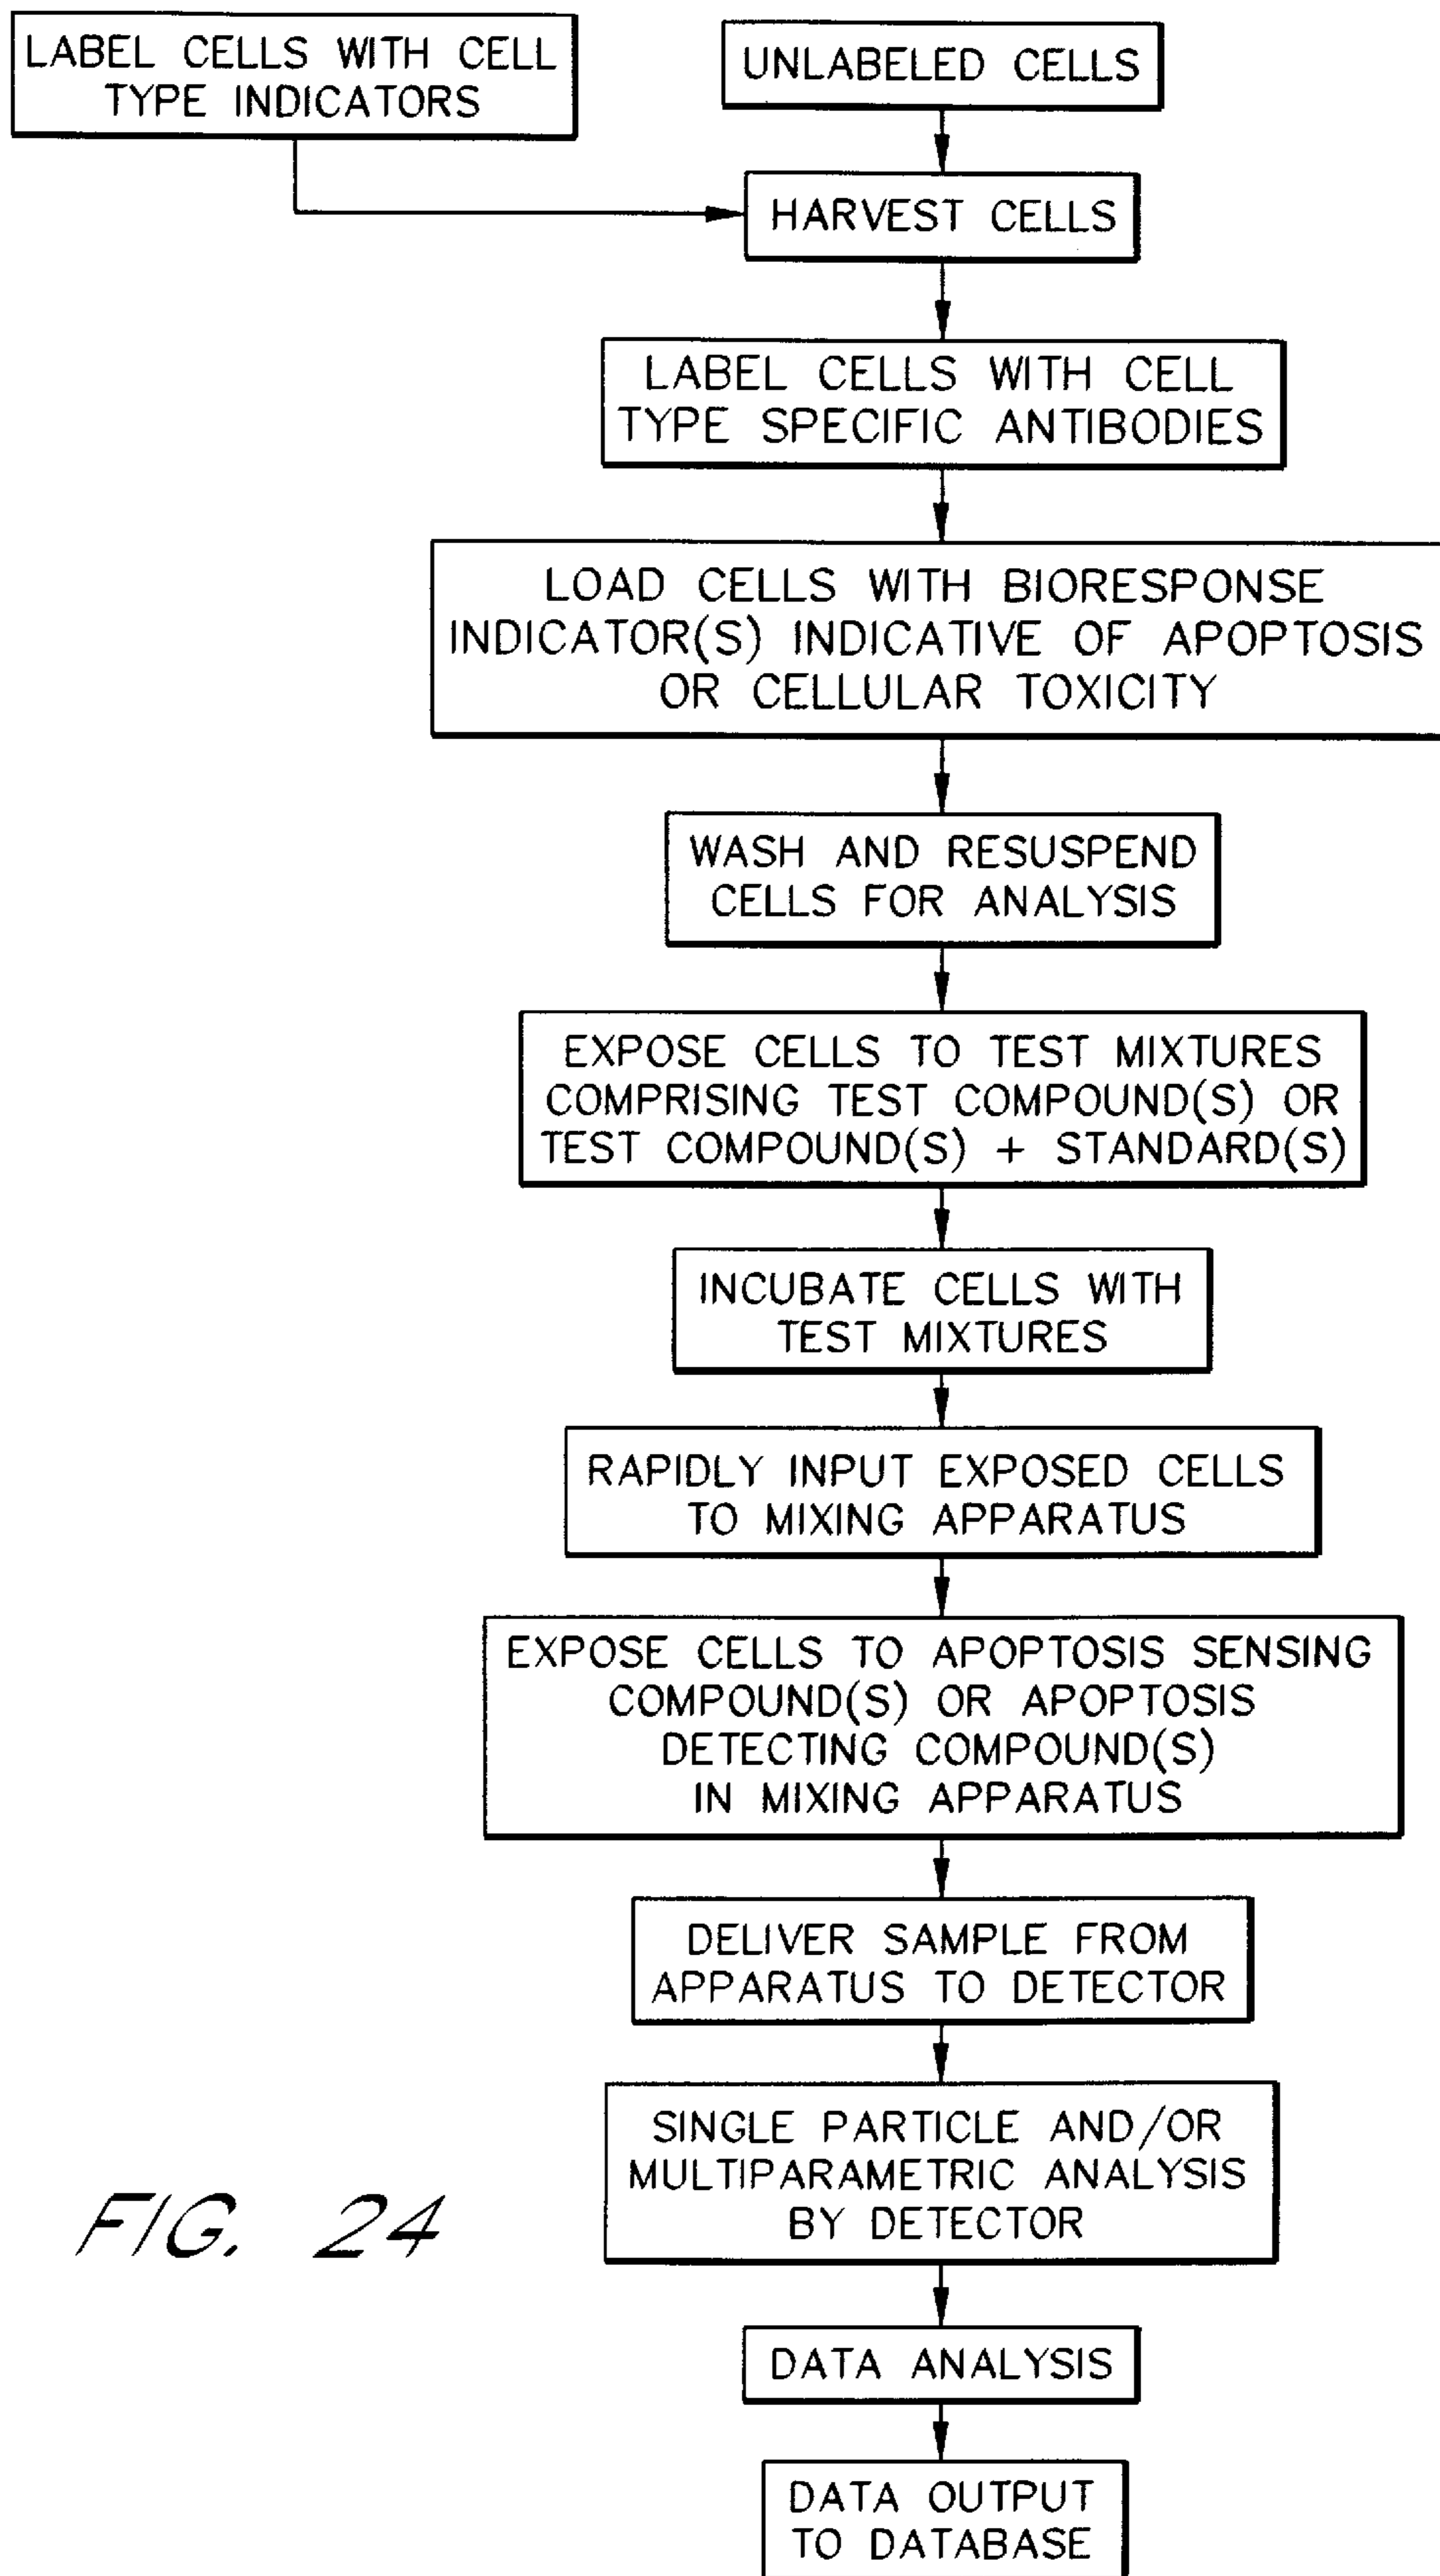 LABEL CELLS WITH CELL
TYPE INDICATORS
UNLABELED CELLS
HARVEST CELLS
LABEL CELLS WITH CELL
TYPE SPECIFIC ANTIBODIES
LOAD CELLS WITH BIORESPONSE
INDICATOR(S) INDICATIVE OF APOPTOSIS
OR CELLULAR TOXICITY
WASH AND RESUSPEND
CELLS FOR ANALYSIS
EXPOSE CELLS TO TEST MIXTURES
COMPRISING TEST COMPOUND(S) OR
TEST COMPOUND(S) + STANDARD(S)
INCUBATE CELLS WITH
TEST MIXTURES
RAPIDLY INPUT EXPOSED CELLS
TO MIXING APPARATUS
EXPOSE CELLS TO APOPTOSIS SENSING
COMPOUND(S) OR APOPTOSIS
DETECTING COMPOUND(S)
IN MIXING APPARATUS
DELIVER SAMPLE FROM
APPARATUS TO DETECTOR
SINGLE PARTICLE AND/OR
MULTIPARAMETRIC ANALYSIS
BY DETECTOR
DATA ANALYSIS
DATA OUTPUT
TO DATABASE
FIG. 24